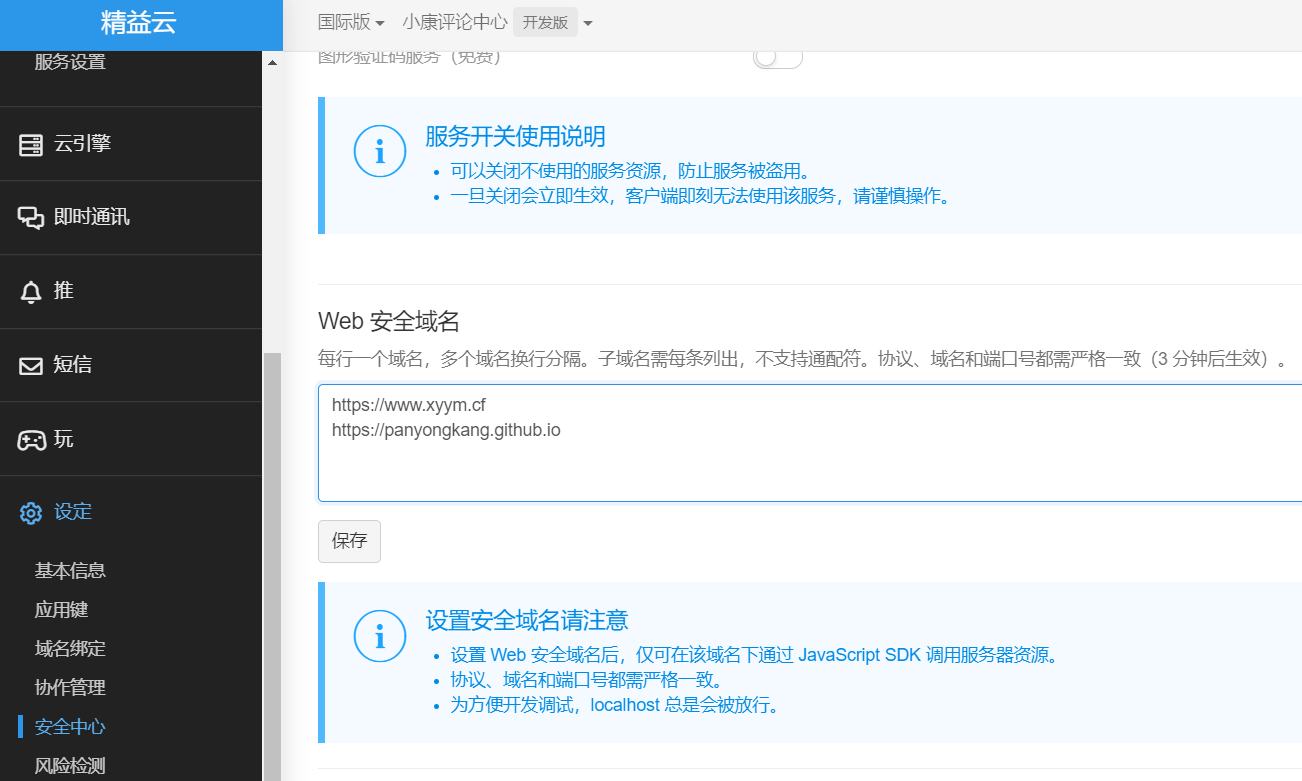 精益云
国际版 小康评论中心 开发版
服务设置
云引擎
即时通讯
推
短信
玩
设定
基本信息
应用键
域名绑定
协作管理
安全中心
风险检测
图形验证码服务（免费）
服务开关使用说明
可以关闭不使用的服务资源，防止服务被盗用。
一旦关闭会立即生效，客户端即刻无法使用该服务，请谨慎操作。
Web 安全域名
每行一个域名，多个域名换行分隔。子域名需每条列出，不支持通配符。协议、域名和端口号都需严格一致（3 分钟后生效）。
https://www.xyym.cf
https://panyongkang.github.io
保存
设置安全域名请注意
设置 Web 安全域名后，仅可在该域名下通过 JavaScript SDK 调用服务器资源。
协议、域名和端口号都需严格一致。
为方便开发调试，localhost 总是会被放行。